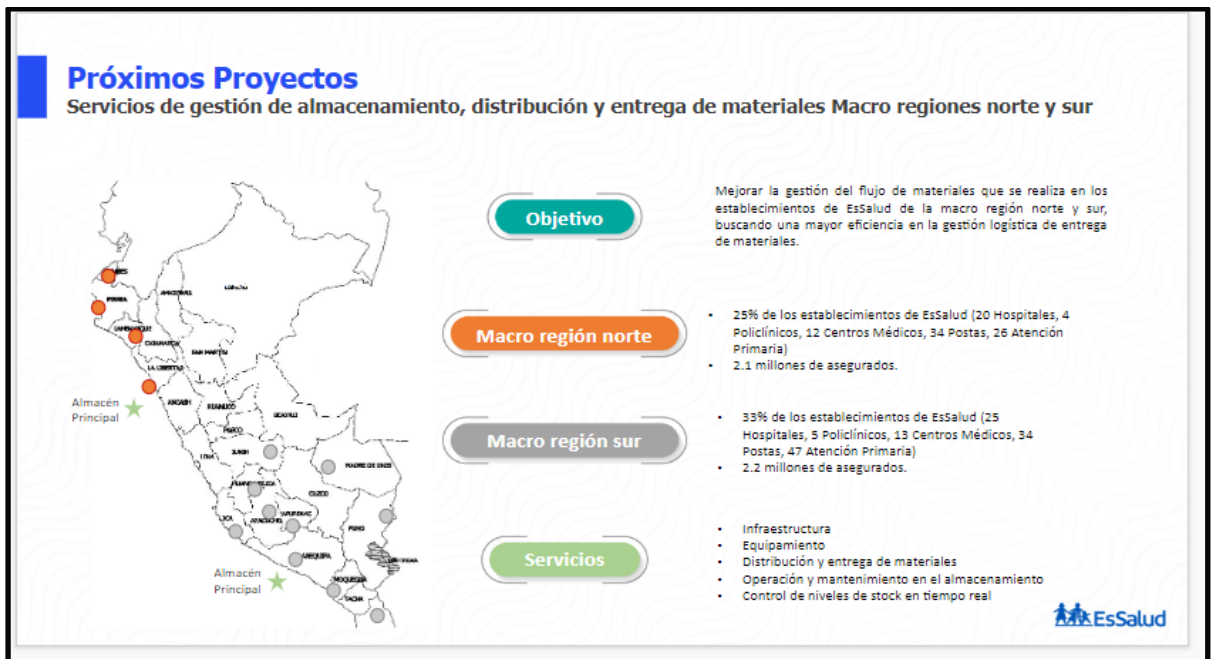 Próximos Proyectos
Servicios de gestión de almacenamiento, distribución y entrega de materiales Macro regiones norte y sur
Objetivo
Mejorar la gestión del flujo de materiales que se realiza en los
establecimientos de EsSalud de la macro región norte y sur,
buscando una mayor eficiencia en la gestión logística de entrega
de materiales.
Macro región norte
• 25% de los establecimientos de EsSalud (20 Hospitales, 4
Policlínicos, 12 Centros Médicos, 34 Postas, 26 Atención
Primaria)
• 2.1 millones de asegurados.
Macro región sur
• 33% de los establecimientos de EsSalud (25
Hospitales, 5 Policlínicos, 13 Centros Médicos, 34
Postas, 47 Atención Primaria)
• 2.2 millones de asegurados.
Servicios
• Infraestructura
• Equipamiento
• Distribución y entrega de materiales
• Operación y mantenimiento en el almacenamiento
• Control de niveles de stock en tiempo real
LAMBAYEQUE
CAJAMARCA
SAN MARTIN
LA LIBERTAD
ANCASH
HUANUCO
UCAYALI
PASCO
LIMA
JUNIN
MADRE DE DIOS
CUZCO
ICA
AYACUCHO
APURIMAC
PUNO
AREQUIPA
MOQUEGUA
TACNA
Almacén
Principal
Almacén
Principal
EsSalud